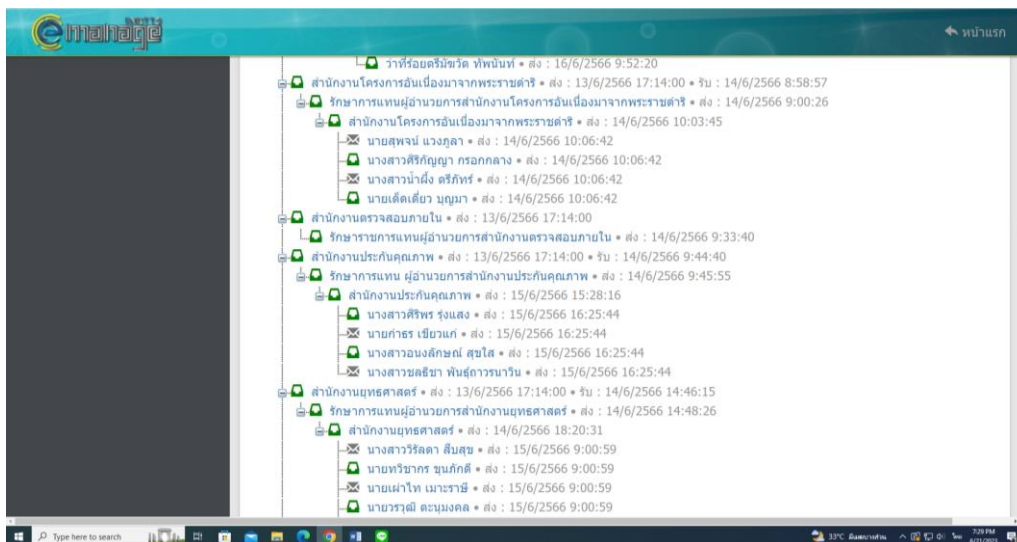 emanage
หน้าแรก
ว่าที่ร้อยตรีมัฆวัต ทัพนันท์ • ส่ง : 16/6/2566 9:52:20
สำนักงานโครงการอันเนื่องมาจากพระราชดำริ • ส่ง : 13/6/2566 17:14:00 • รับ : 14/6/2566 8:58:57
รักษาการแทนผู้อำนวยการสำนักงานโครงการอันเนื่องมาจากพระราชดำริ • ส่ง : 14/6/2566 9:00:26
สำนักงานโครงการอันเนื่องมาจากพระราชดำริ • ส่ง : 14/6/2566 10:03:45
นายสุพจน์ แวงภูลา • ส่ง : 14/6/2566 10:06:42
นางสาวศิริกัญญา กรอกกลาง • ส่ง : 14/6/2566 10:06:42
นางสาวน้ำผึ้ง ตรีภัทร์ • ส่ง : 14/6/2566 10:06:42
นายเด็ดเดี่ยว บุญมา • ส่ง : 14/6/2566 10:06:42
สำนักงานตรวจสอบภายใน • ส่ง : 13/6/2566 17:14:00
รักษาราชการแทนผู้อำนวยการสำนักงานตรวจสอบภายใน • ส่ง : 14/6/2566 9:33:40
สำนักงานประกันคุณภาพ • ส่ง : 13/6/2566 17:14:00 • รับ : 14/6/2566 9:44:40
รักษาการแทน ผู้อำนวยการสำนักงานประกันคุณภาพ • ส่ง : 14/6/2566 9:45:55
สำนักงานประกันคุณภาพ • ส่ง : 15/6/2566 15:28:16
นางสาวศิริพร รุ่งแสง • ส่ง : 15/6/2566 16:25:44
นายกำธร เขียวแก่ • ส่ง : 15/6/2566 16:25:44
นางสาวอนงลักษณ์ สุขใส • ส่ง : 15/6/2566 16:25:44
นางสาวชลธิชา พันธุ์ถาวรนาวิน • ส่ง : 15/6/2566 16:25:44
สำนักงานยุทธศาสตร์ • ส่ง : 13/6/2566 17:14:00 • รับ : 14/6/2566 14:46:15
รักษาการแทนผู้อำนวยการสำนักงานยุทธศาสตร์ • ส่ง : 14/6/2566 14:48:26
สำนักงานยุทธศาสตร์ • ส่ง : 14/6/2566 18:20:31
นางสาววิรัลดา สืบสุข • ส่ง : 15/6/2566 9:00:59
นายทวิชากร ขุนภักดี • ส่ง : 15/6/2566 9:00:59
นายเผ่าไท เมาะราษี • ส่ง : 15/6/2566 9:00:59
นายวรวุฒิ ตะนุมงคล • ส่ง : 15/6/2566 9:00:59
Type here to search
33°C มีแดดบางส่วน
ไทย
7:29 PM
6/21/2023